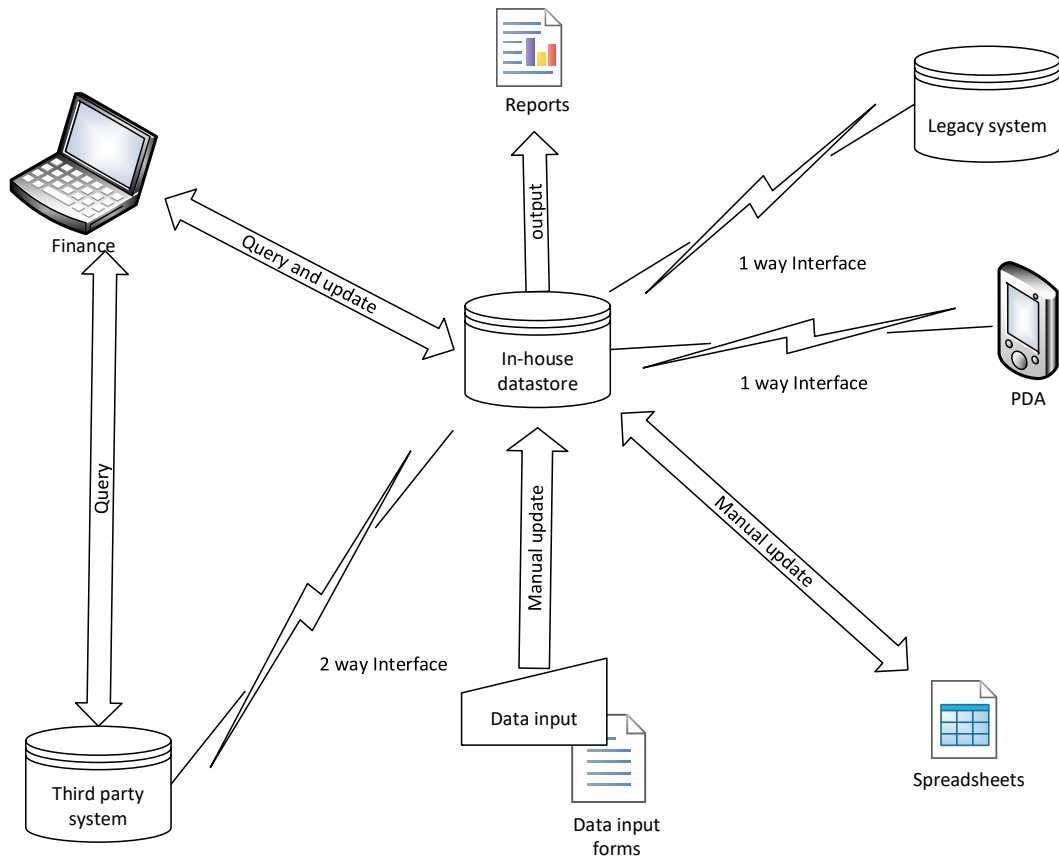 Reports
Legacy system
Finance
output
Query and update
1 way Interface
In-house
datastore
1 way Interface
PDA
Query
Manual update
Manual update
2 way Interface
Data input
Third party
system
Spreadsheets
Data input
forms